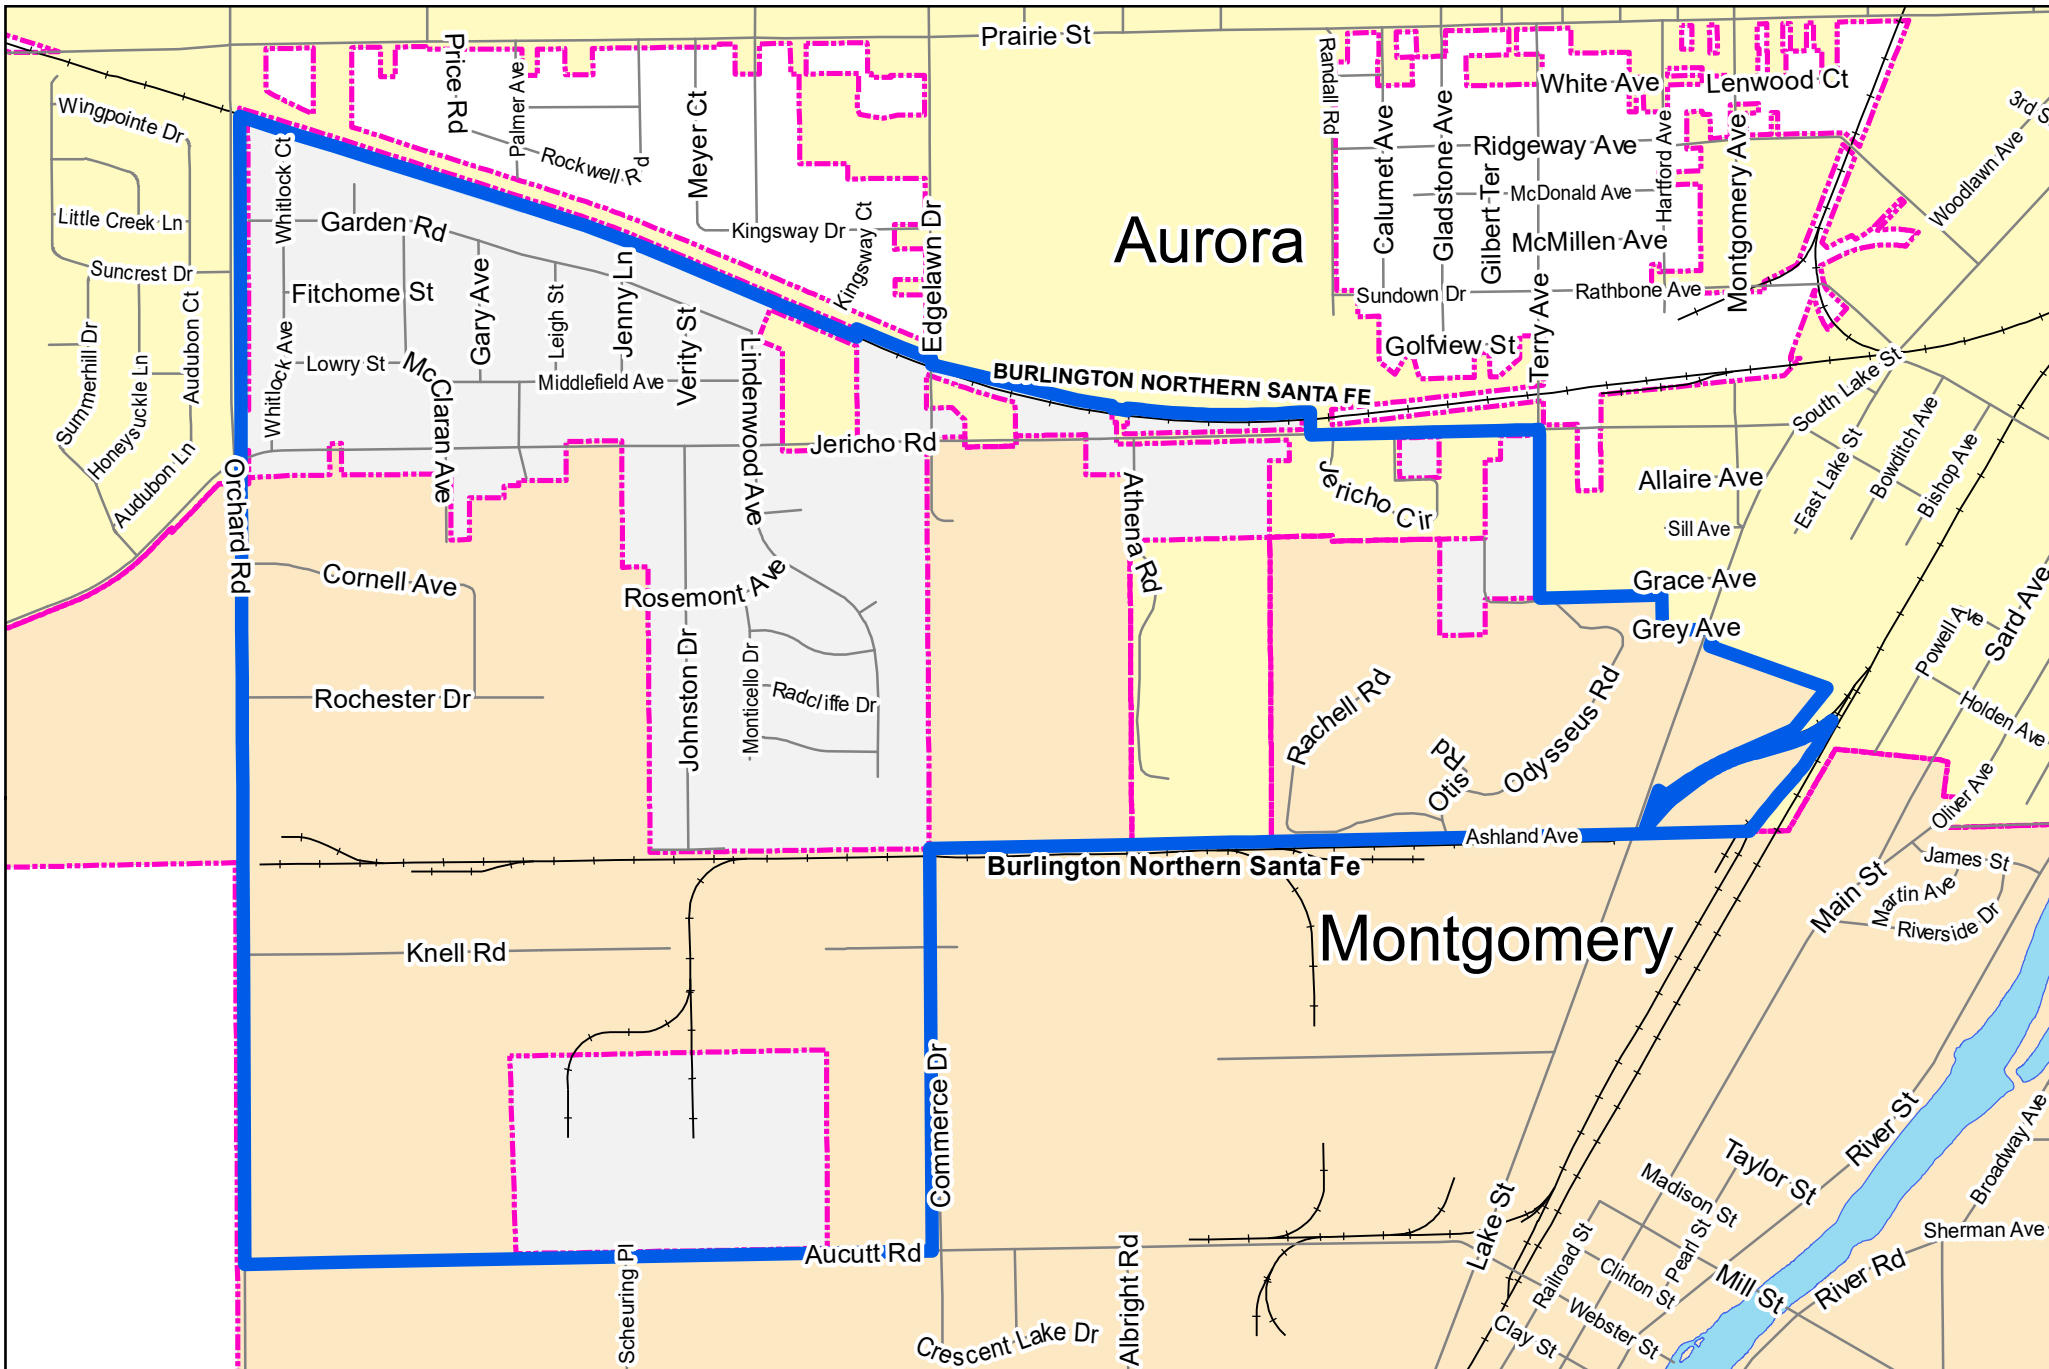 Prairie St
Price Rd
Palmer Ave
Meyer Ct
Randall Rd
White Ave
Lenwood Ct
3rd S
Wingpointe Dr
Whitlock Ct
Rockwell Rd
Calumet Ave
Gladstone Ave
Ridgeway Ave
Hartford Ave
Montgomery Ave
Woodlawn Ave
Gilbert Ter
McDonald Ave
Little Creek Ln
Garden Rd
Kingsway Dr
Kingsway Ct
Edgelawn Dr
Aurora
McMillen Ave
Suncrest Dr
Fitchome St
Gary Ave
Leigh St
Jenny Ln
Verity St
Sundown Dr
Rathbone Ave
Terry Ave
Summerhill Dr
Honeysuckle Ln
Audubon Ct
Whitlock Ave
Lowry St
McClaran Ave
Middlefield Ave
Lindenwood Ave
Golfview St
BURLINGTON NORTHERN SANTA FE
South Lake St
Audubon Ln
Orchard Rd
Jericho Rd
Athena Rd
Jericho Cir
Allaire Ave
East Lake St
Bowditch Ave
Bishop Ave
Sill Ave
Cornell Ave
Rosemont Ave
Grace Ave
Grey Ave
Powell Ave
Sard Ave
Rochester Dr
Johnston Dr
Monticello Dr
Radcliffe Dr
Rachell Rd
Otis Rd
Odysseus Rd
Holden Ave
Ashland Ave
Oliver Ave
Burlington Northern Santa Fe
James St
Main St
Martin Ave
Riverside Dr
Knell Rd
Montgomery
Commerce Dr
Lake St
River St
Taylor St
Madison St
Broadway Ave
Pearl St
Railroad St
Sherman Ave
Aucutt Rd
Scheuring Pl
Albright Rd
Clinton St
Mill St
River Rd
Webster St
Clay St
Crescent Lake Dr